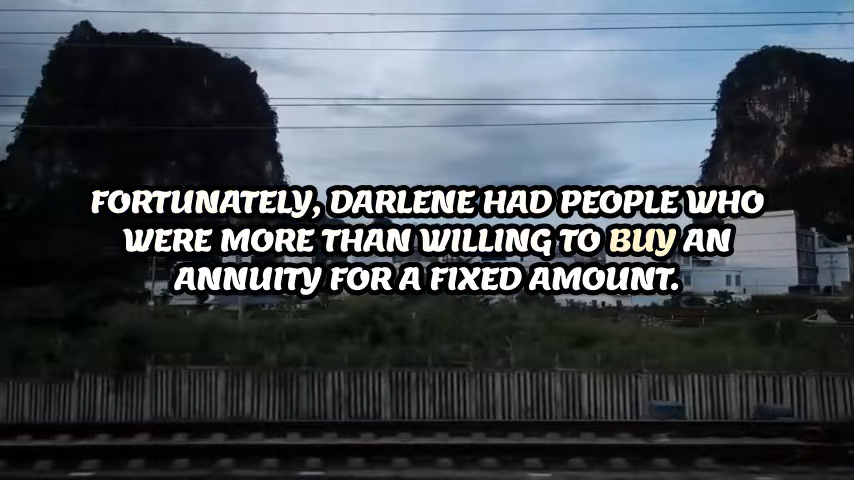 FORTUNATELY, DARLENE HAD PEOPLE WHO
WERE MORE THAN WILLING TO BUY AN
ANNUITY FOR A FIXED AMOUNT.